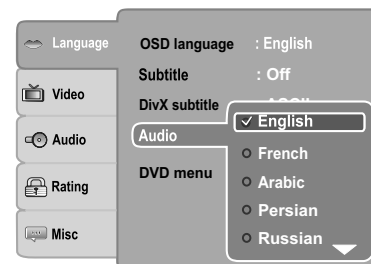 Language
Video
Audio
Rating
Misc
OSD language : English
Subtitle : Off
DivX subtitle
Audio
DVD menu
English
French
Arabic
Persian
Russian